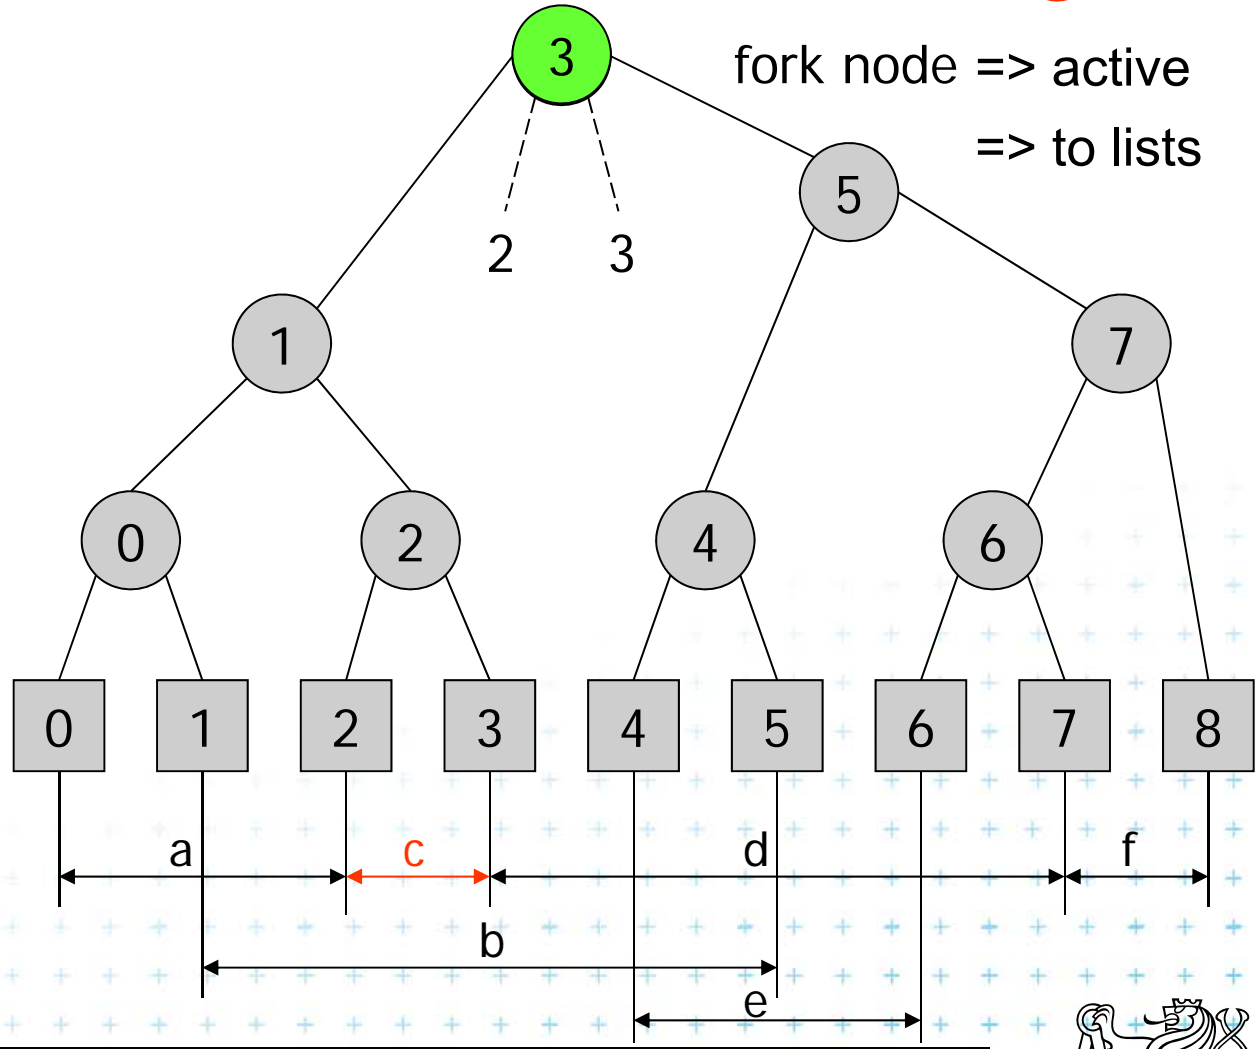 3
fork node => active
=> to lists
5
2 3
1 7
0 2 4 6
0 1 2 3 4 5 6 7 8
a c d f
b
e